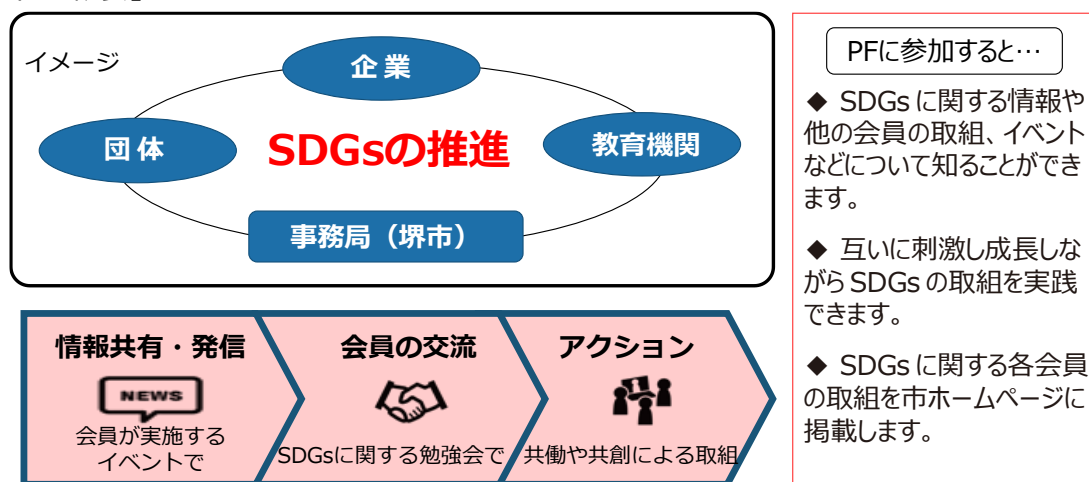 イメージ
企業
団体
SDGsの推進
教育機関
事務局（堺市）
情報共有・発信
NEWS
会員が実施する
イベントで
会員の交流
SDGsに関する勉強会で
アクション
共働や共創による取組
PFに参加すると…
◆ SDGsに関する情報や
他の会員の取組、イベント
などについて知ることができ
ます。
◆ 互いに刺激し成長しな
がらSDGsの取組を実践
できます。
◆ SDGsに関する各会員
の取組を市ホームページに
掲載します。